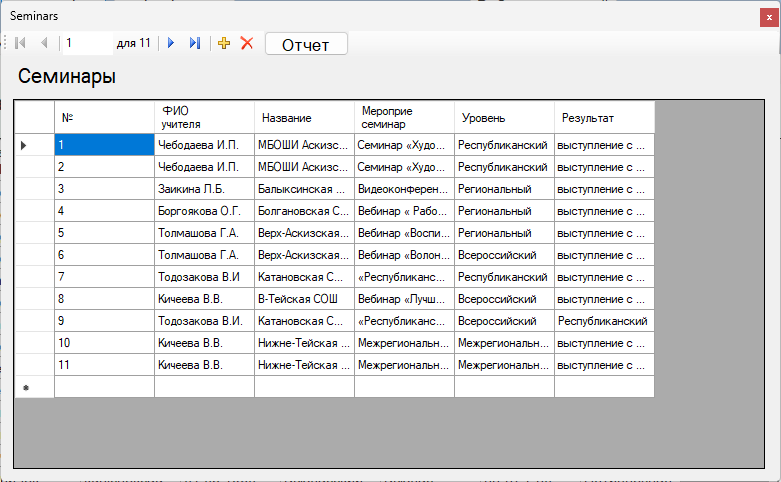 Seminars
1 для 11 Отчет
Семинары
№ ФИО учителя Название Мероприе семинар Уровень Результат
1 Чебодаева И.П. МБОШИ Аскизс... Семинар «Худо... Республиканский выступление с ...
2 Чебодаева И.П. МБОШИ Аскизс... Семинар «Худо... Республиканский выступление с ...
3 Заикина Л.Б. Балыксинская ... Видеоконферен... Региональный выступление с ...
4 Боргоякова О.Г. Болгановская С... Вебинар « Рабо... Региональный выступление с ...
5 Толмашова Г.А. Верх-Аскизская... Вебинар «Воспи... Региональный выступление с ...
6 Толмашова Г.А. Верх-Аскизская... Вебинар «Волон... Всероссийский выступление с ...
7 Тодозакова В.И Катановская С... «Республиканс... Республиканский выступление с ...
8 Кичеева В.В. В-Тейская СОШ Вебинар «Лучш... Всероссийский выступление с ...
9 Тодозакова В.И. Катановская С... «Республиканс... Всероссийский Республиканский
10 Кичеева В.В. Нижне-Тейская ... Межрегиональн... Межрегиональн... выступление с ...
11 Кичеева В.В. Нижне-Тейская ... Межрегиональн... Межрегиональн... выступление с ...